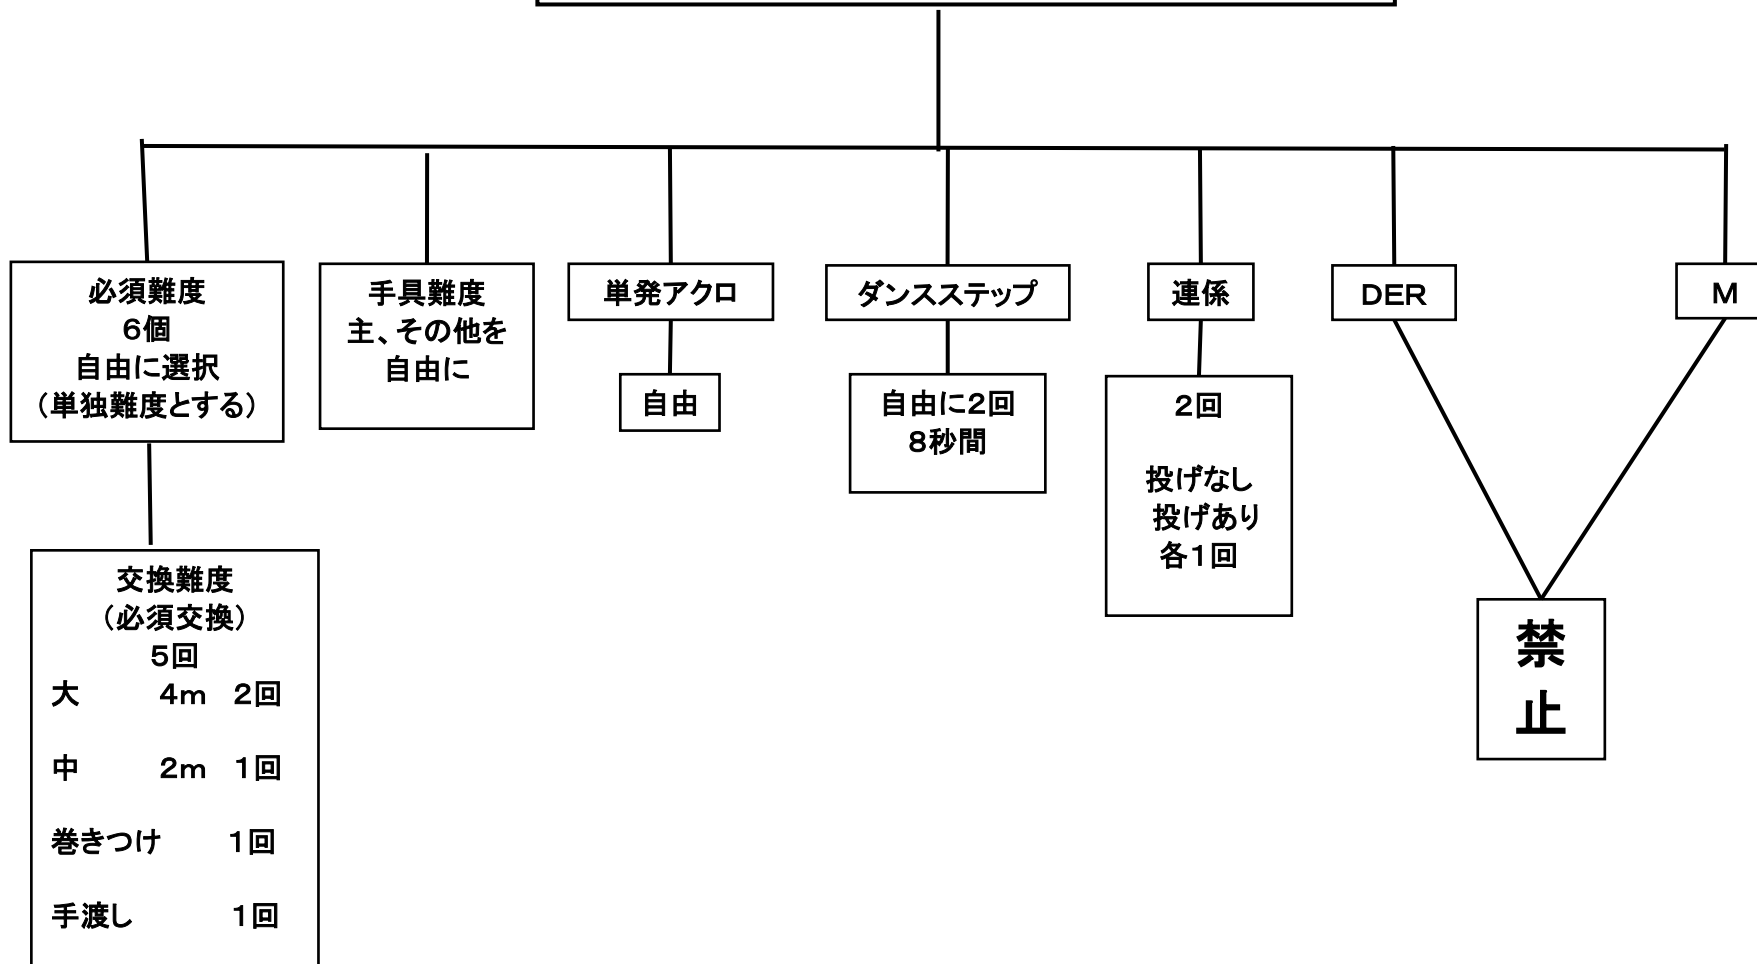 必須難度
６個
自由に選択
（単独難度とする）
手具難度
主、その他を
自由に
単発アクロ
自由
ダンスステップ
自由に２回
８秒間
連係
２回
投げなし
投げあり
各１回
DER
M
禁
止
交換難度
（必須交換）
５回
大　４ｍ　２回
中　２ｍ　１回
巻きつけ　１回
手渡し　１回